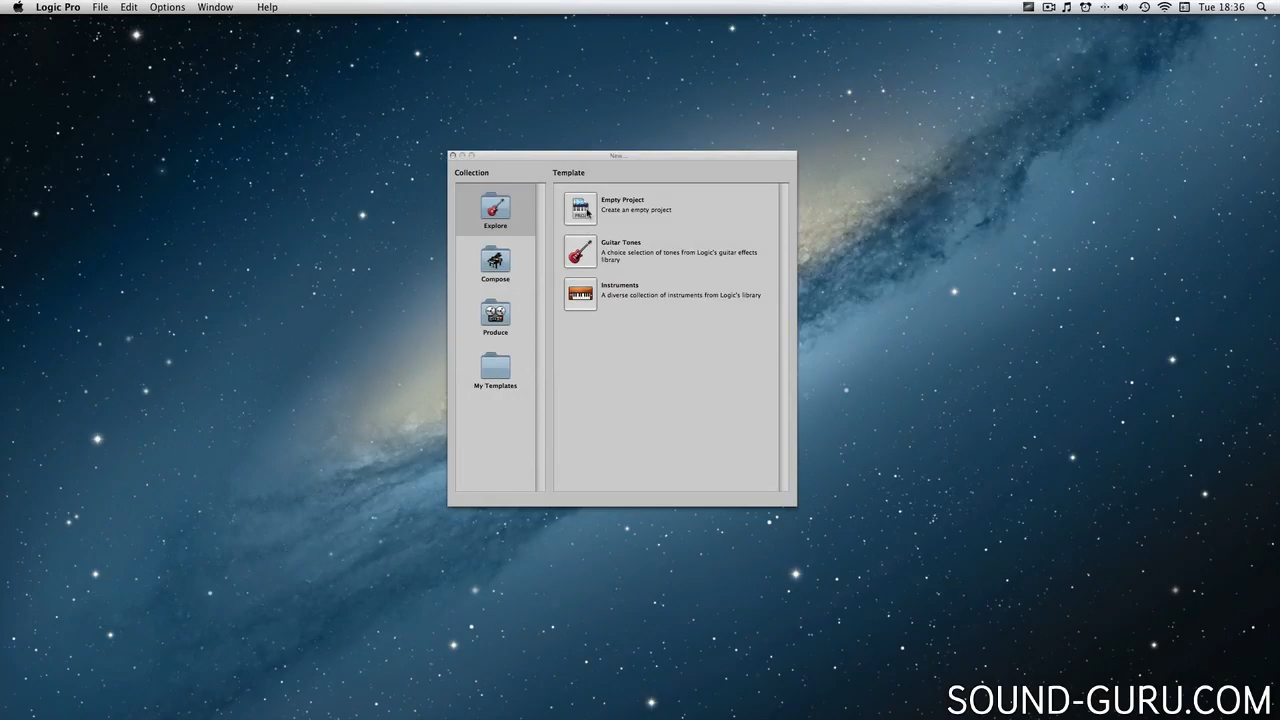 Logic Pro File Edit Options Window Help
Tue 18:36
New...
Collection
Template
Explore
Compose
Produce
My Templates
Empty Project
Create an empty project
Guitar Tones
A choice selection of tones from Logic's guitar effects
library
Instruments
A diverse collection of instruments from Logic's library
SOUND-GURU.COM